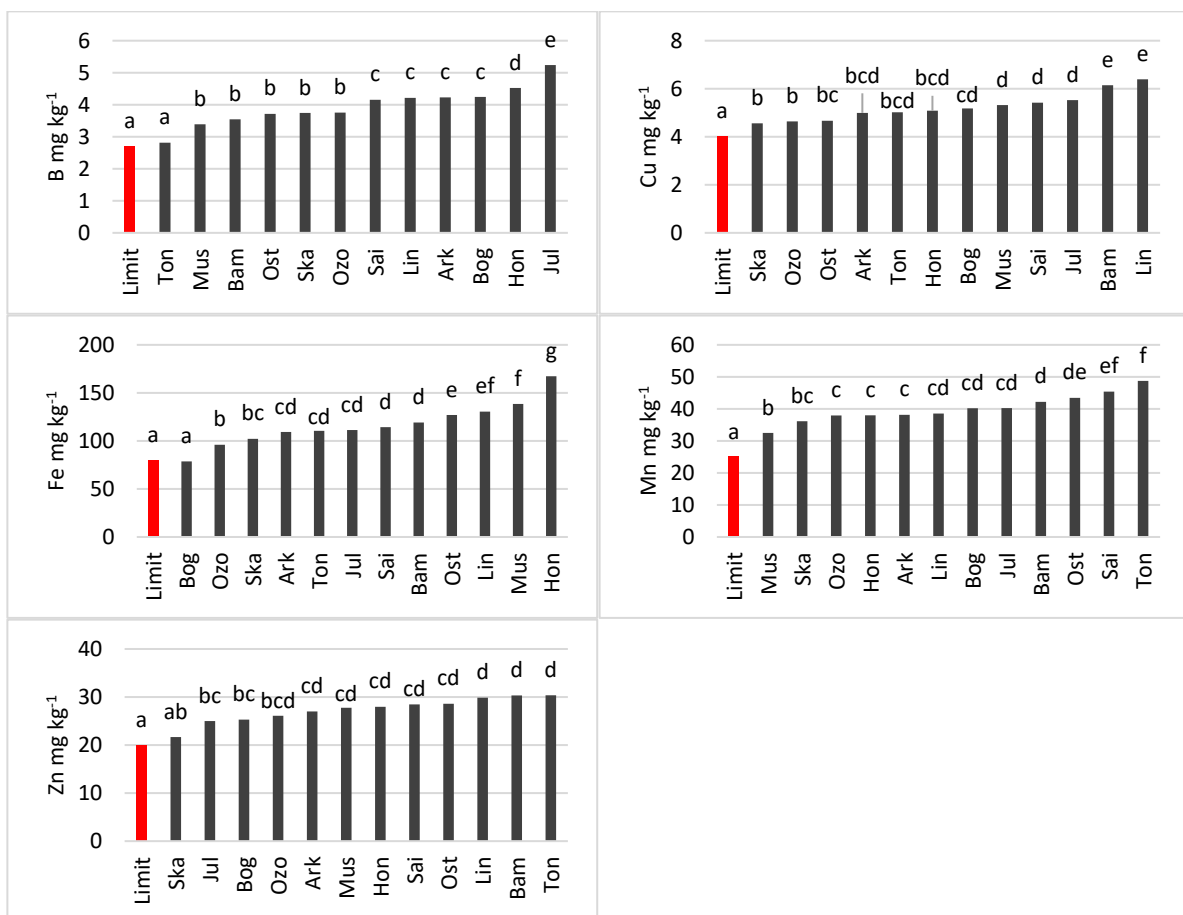 B mg kg⁻¹
6
5
4
3
2
1
0
a a b b b b b c c c c d e
Limit Ton Mus Bam Ost Ska Ozo Sai Lin Ark Bog Hon Jul
Cu mg kg⁻¹
8
6
4
2
0
a b b bc bcd bcd bcd cd d d d e e
Limit Ska Ozo Ost Ark Ton Hon Bog Mus Sai Jul Bam Lin
Fe mg kg⁻¹
200
150
100
50
0
a a b bc cd cd cd d d e ef f g
Limit Bog Ozo Ska Ark Ton Jul Sai Bam Ost Lin Mus Hon
Mn mg kg⁻¹
60
50
40
30
20
10
0
a b bc c c c cd cd cd d de ef f
Limit Mus Ska Ozo Hon Ark Lin Bog Jul Bam Ost Sai Ton
Zn mg kg⁻¹
40
30
20
10
0
a ab bc bc bcd cd cd cd cd cd d d d
Limit Ska Jul Bog Ozo Ark Mus Hon Sai Ost Lin Bam Ton